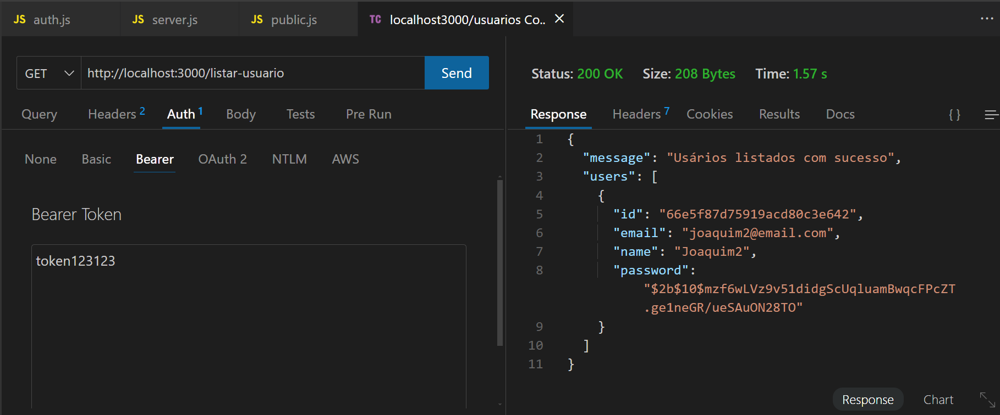 JS auth.js JS server.js JS public.js TC localhost3000/usuarios Co.. ✕ ...
GET http://localhost:3000/listar-usuario Send
Query Headers 2 Auth 1 Body Tests Pre Run
None Basic Bearer OAuth 2 NTLM AWS
Bearer Token
token123123
Status: 200 OK Size: 208 Bytes Time: 1.57 s
Response Headers 7 Cookies Results Docs { }
1 {
2 "message": "Usários listados com sucesso",
3 "users": [
4 {
5 "id": "66e5f87d75919acd80c3e642",
6 "email": "joaquim2@email.com",
7 "name": "Joaquim2",
8 "password":
"$2b$10$mzf6wLVz9v51didgScUqluamBwqcFPcZT
.ge1neGR/ueSAuON28TO"
9 }
10 ]
11 }
Response Chart